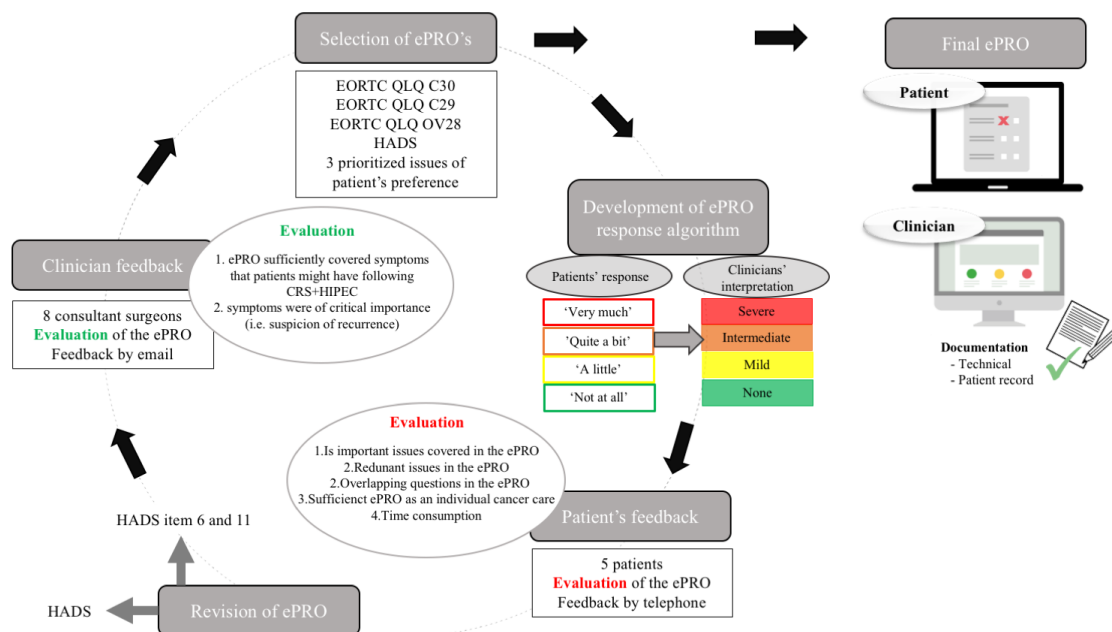 Selection of ePRO's
EORTC QLQ C30
EORTC QLQ C29
EORTC QLQ OV28
HADS
3 prioritized issues of
patient's preference
Final ePRO
Patient
Clinician
Documentation
- Technical
- Patient record
Development of ePRO
response algorithm
Patients' response
Clinicians'
interpretation
'Very much'
'Quite a bit'
'A little'
'Not at all'
Severe
Intermediate
Mild
None
Patient's feedback
5 patients
Evaluation of the ePRO
Feedback by telephone
Evaluation
1.Is important issues covered in the ePRO
2.Redunant issues in the ePRO
2.Overlapping questions in the ePRO
3.Sufficienct ePRO as an individual cancer care
4.Time consumption
Revision of ePRO
HADS item 6 and 11
HADS
Clinician feedback
8 consultant surgeons
Evaluation of the ePRO
Feedback by email
Evaluation
1. ePRO sufficiently covered symptoms
that patients might have following
CRS+HIPEC
2. symptoms were of critical importance
(i.e. suspicion of recurrence)